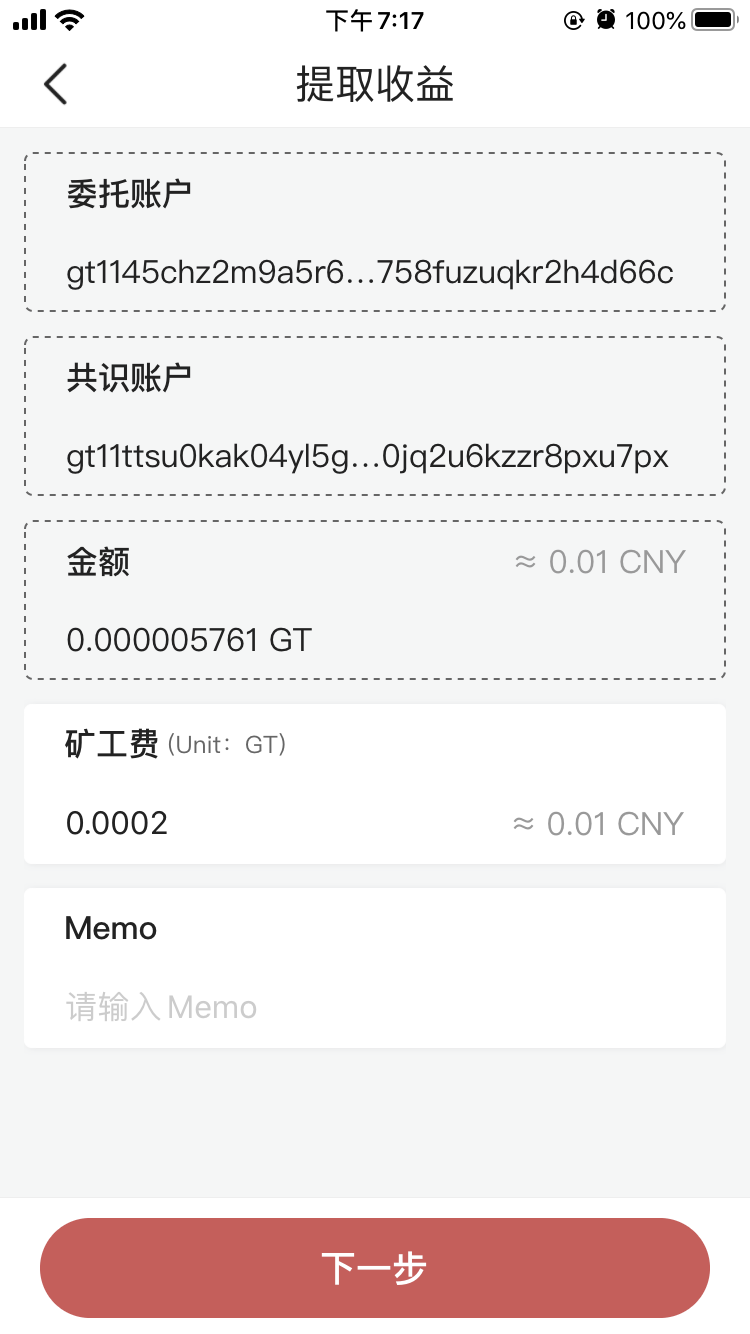 下午7:17
100%
提取收益
委托账户
gt1145chz2m9a5r6...758fuzuqkr2h4d66c
共识账户
gt11ttsu0kak04yl5g...0jq2u6kzzr8pxu7px
金额 ≈ 0.01 CNY
0.000005761 GT
矿工费 (Unit：GT)
0.0002 ≈ 0.01 CNY
Memo
请输入 Memo
下一步